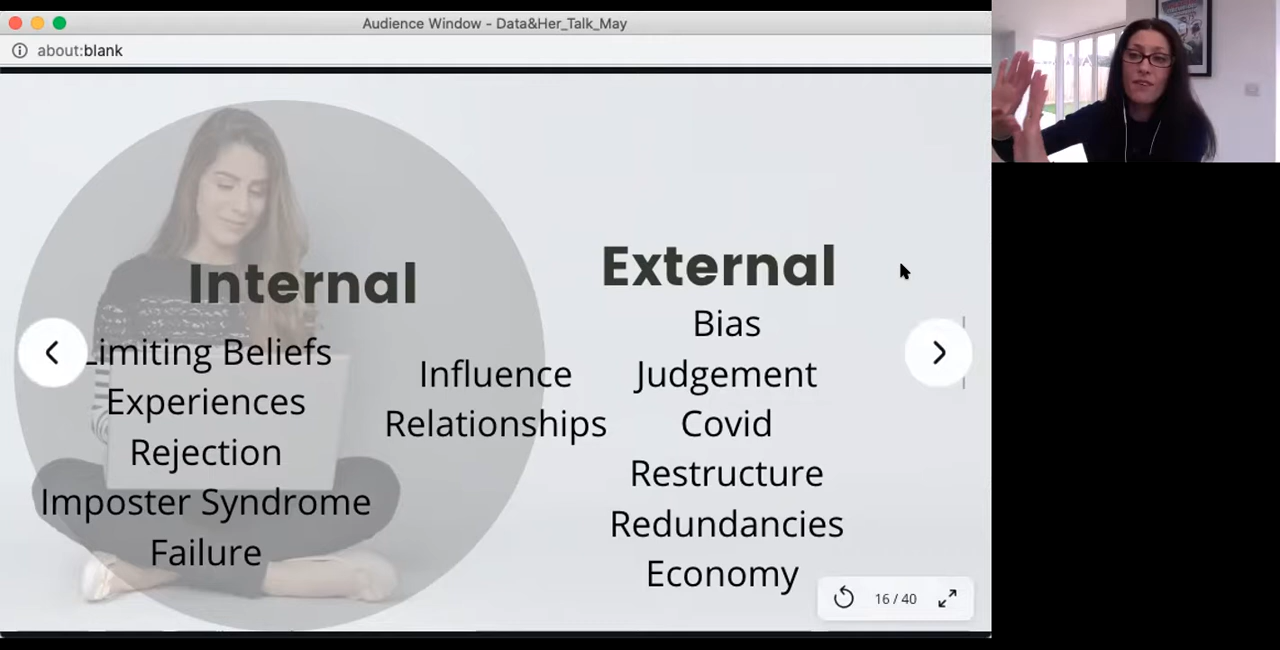 Audience Window - Data&Her_Talk_May
about:blank
Internal
Limiting Beliefs
Experiences
Rejection
Imposter Syndrome
Failure
Influence
Relationships
External
Bias
Judgement
Covid
Restructure
Redundancies
Economy
16 / 40